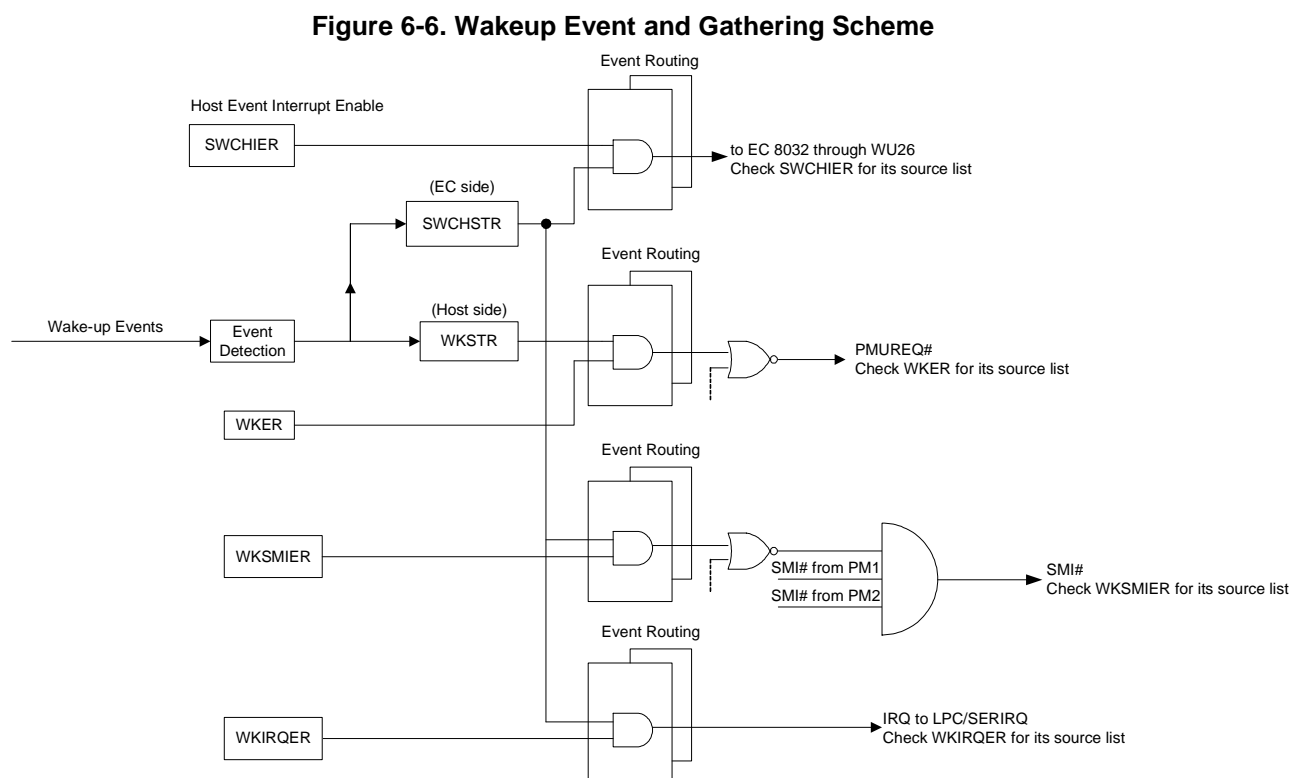 Figure 6-6. Wakeup Event and Gathering Scheme
Event Routing
Host Event Interrupt Enable
SWCHIER
to EC 8032 through WU26
Check SWCHIER for its source list
(EC side)
SWCHSTR
Event Routing
(Host side)
Wake-up Events
Event
Detection
WKSTR
PMUREQ#
Check WKER for its source list
WKER
Event Routing
WKSMIER
SMI# from PM1
SMI# from PM2
SMI#
Check WKSMIER for its source list
Event Routing
WKIRQER
IRQ to LPC/SERIRQ
Check WKIRQER for its source list